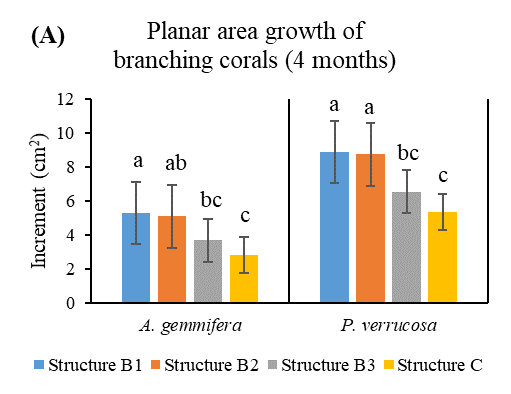 (A)
Planar area growth of
branching corals (4 months)
Increment (cm²)
12
10
8
6
4
2
0
a
ab
bc
c
a
a
bc
c
A. gemmifera
P. verrucosa
Structure B1
Structure B2
Structure B3
Structure C